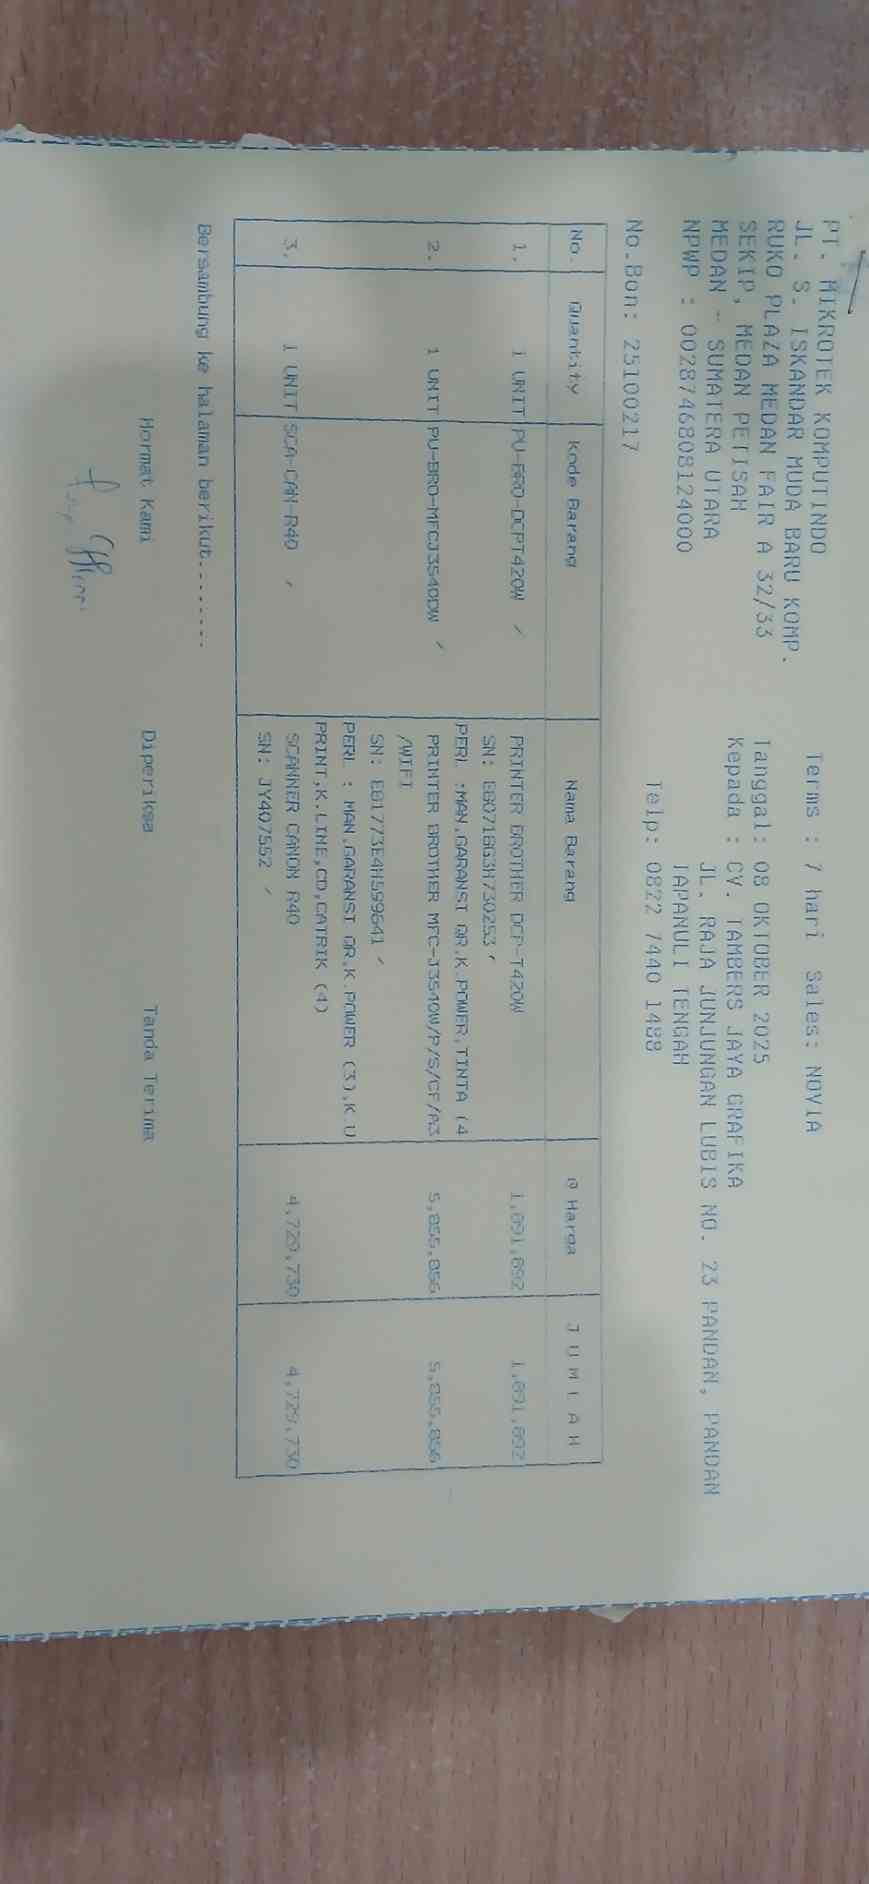 PT. MIKROTEK KOMPUTINDO
JL. S. ISKANDAR MUDA BARU KOMP.
RUKO PLAZA MEDAN FAIR A 32/33
SEKIP, MEDAN PETISAH
MEDAN - SUMATERA UTARA
NPWP : 0028746808124000
Terms : 7 hari Sales: NOVIA
Tanggal: 08 OKTOBER 2025
Kepada : CV. TAMBERS JAYA GRAFIKA
JL. RAJA JUNJUNGAN LUBIS NO. 23 PANDAN, PANDAN
TAPANULI TENGAH
Telp: 0822 7440 1488
No.Bon: 25100217
No. Quantity Kode Barang Nama Barang @ Harga J U M L A H
1. 1 UNIT PU-BRO-DCPT420W PRINTER BROTHER DCP-T420W 1,891,892 1,891,892
SN: E80716G3H730253
PERL :MAN,GARANSI QR,K.POWER,TINTA (4
2. 1 UNIT PU-BRO-MFCJ3540DW PRINTER BROTHER MFC-J3540W/P/S/CF/A3 5,855,856 5,855,856
/WIFI
SN: E81773E4H599641
PERL : MAN,GARANSI QR,K.POWER (3),K.U
PRINT,K.LINE,CD,CATRIK (4)
3. 1 UNIT SCA-CAN-R40 SCANNER CANON R40 4,729,730 4,729,730
SN: JY407552
Bersambung ke halaman berikut........
Hormat Kami Diperiksa Tanda Terima